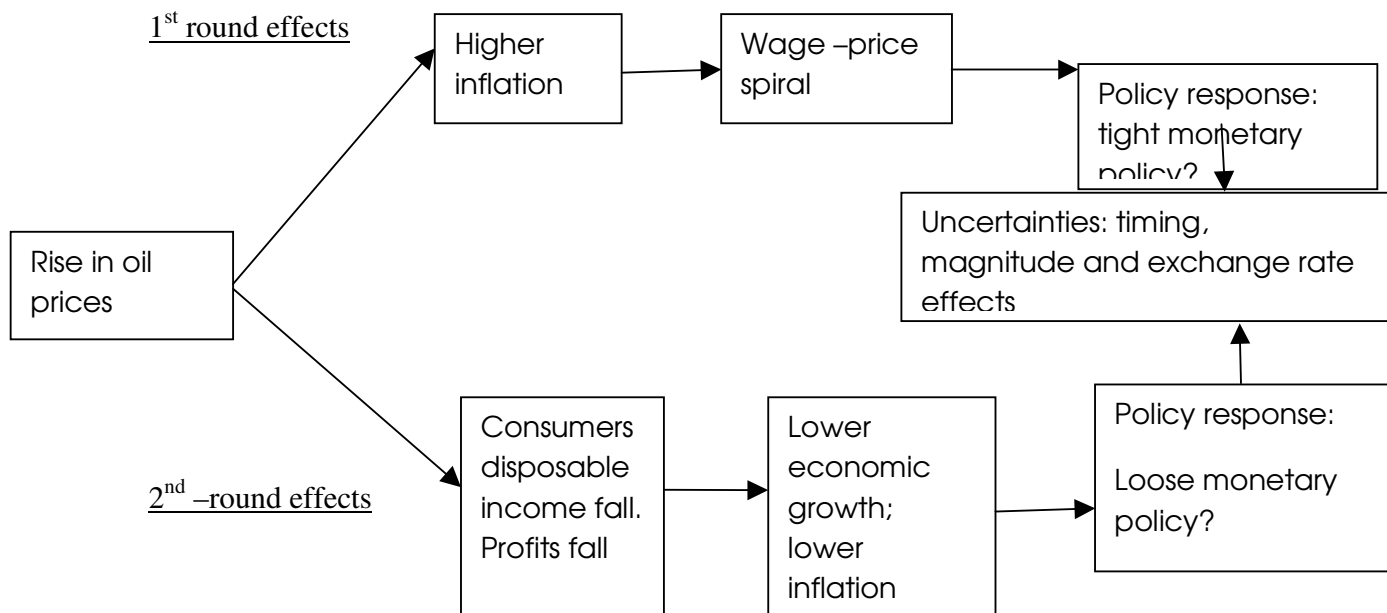 1st round effects
Higher
inflation
Wage –price
spiral
Policy response:
tight monetary
policy?
Rise in oil
prices
Uncertainties: timing,
magnitude and exchange rate
effects
2nd –round effects
Consumers
disposable
income fall.
Profits fall
Lower
economic
growth;
lower
inflation
Policy response:
Loose monetary
policy?